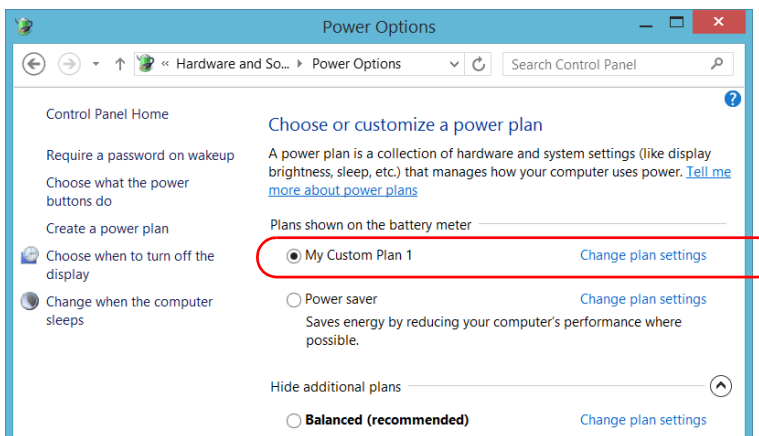 Power Options
« Hardware and So... Power Options Search Control Panel
Control Panel Home
Require a password on wakeup
Choose what the power
buttons do
Create a power plan
Choose when to turn off the
display
Change when the computer
sleeps
?
Choose or customize a power plan
A power plan is a collection of hardware and system settings (like display
brightness, sleep, etc.) that manages how your computer uses power. Tell me
more about power plans
Plans shown on the battery meter
My Custom Plan 1 Change plan settings
Power saver Change plan settings
Saves energy by reducing your computer's performance where
possible.
Hide additional plans
Balanced (recommended) Change plan settings